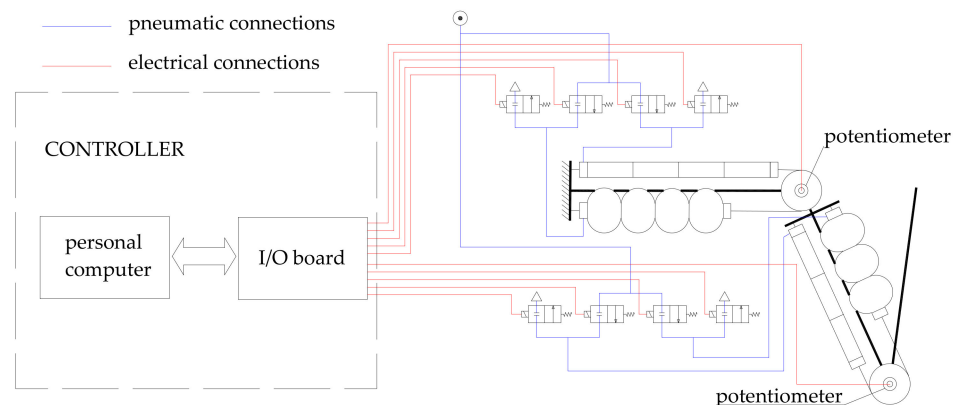 pneumatic connections
electrical connections
CONTROLLER
potentiometer
personal
computer
I/O board
potentiometer